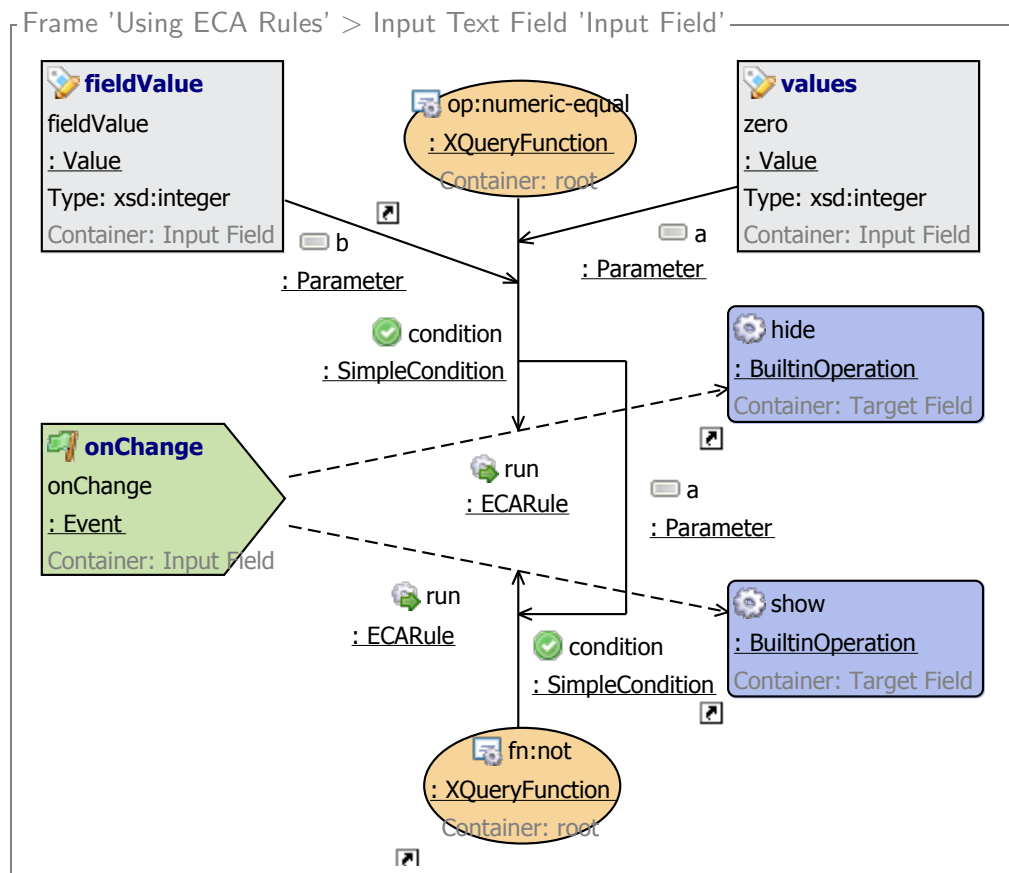 Frame 'Using ECA Rules' > Input Text Field 'Input Field'
fieldValue
fieldValue
: Value
Type: xsd:integer
Container: Input Field
op:numeric-equal
: XQueryFunction
Container: root
values
zero
: Value
Type: xsd:integer
Container: Input Field
b
: Parameter
a
: Parameter
condition
: SimpleCondition
hide
: BuiltinOperation
Container: Target Field
onChange
onChange
: Event
Container: Input Field
run
: ECARule
a
: Parameter
run
: ECARule
condition
: SimpleCondition
show
: BuiltinOperation
Container: Target Field
fn:not
: XQueryFunction
Container: root